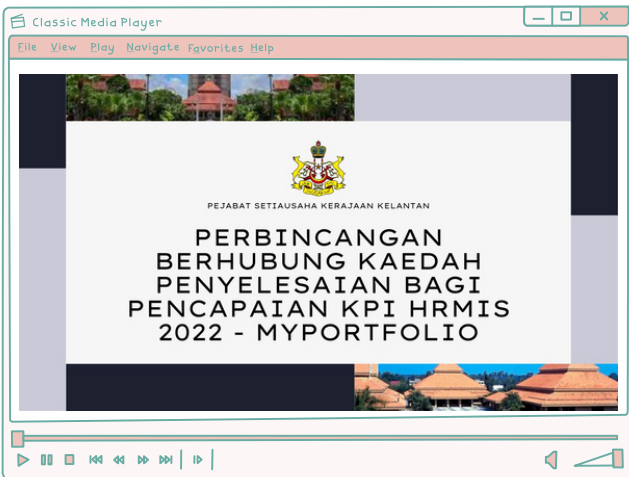 Classic Media Player
File View Play Navigate Favorites Help
PEJABAT SETIAUSAHA KERAJAAN KELANTAN
PERBINCANGAN
BERHUBUNG KAEDAH
PENYELESAIAN BAGI
PENCAPAIAN KPI HRMIS
2022 - MYPORTFOLIO